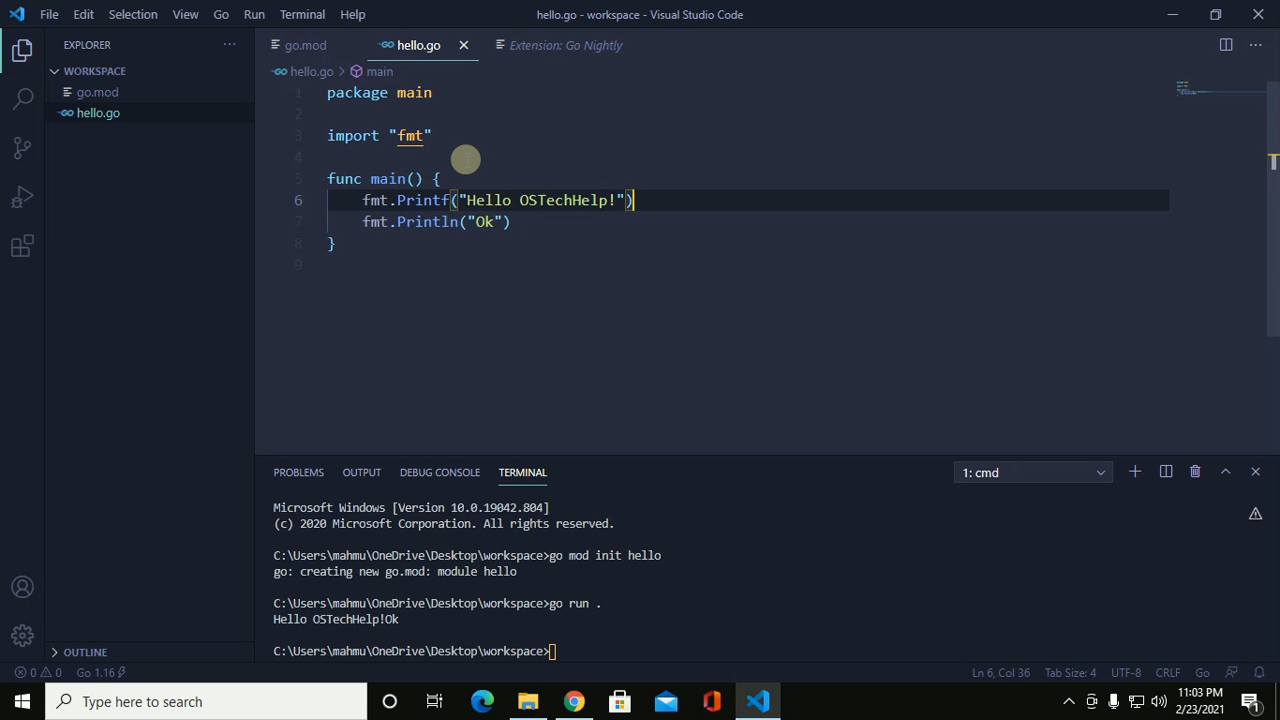 File Edit Selection View Go Run Terminal Help
hello.go - workspace - Visual Studio Code
EXPLORER
go.mod
hello.go
Extension: Go Nightly
WORKSPACE
go.mod
hello.go
hello.go > main
1 package main
2
3 import "fmt"
4
5 func main() {
6 fmt.Printf("Hello OSTechHelp!")
7 fmt.Println("Ok")
8 }
9
PROBLEMS OUTPUT DEBUG CONSOLE TERMINAL
1: cmd
Microsoft Windows [Version 10.0.19042.804]
(c) 2020 Microsoft Corporation. All rights reserved.
C:\Users\mahmu\OneDrive\Desktop\workspace>go mod init hello
go: creating new go.mod: module hello
C:\Users\mahmu\OneDrive\Desktop\workspace>go run .
Hello OSTechHelp!Ok
C:\Users\mahmu\OneDrive\Desktop\workspace>
OUTLINE
0 0 Go 1.16
Ln 6, Col 36 Tab Size: 4 UTF-8 CRLF Go
Type here to search
11:03 PM
2/23/2021
1